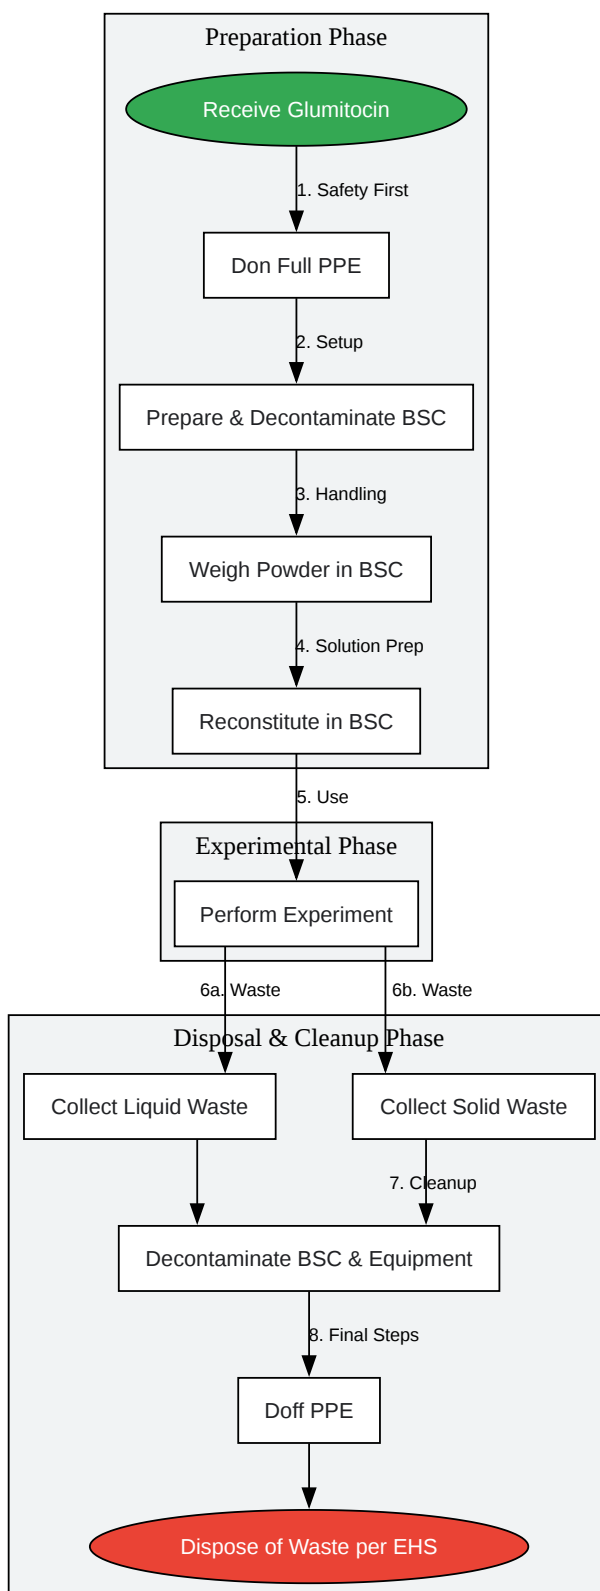 Preparation Phase
Receive Glumitocin
1. Safety First
Don Full PPE
2. Setup
Prepare & Decontaminate BSC
3. Handling
Weigh Powder in BSC
4. Solution Prep
Reconstitute in BSC
5. Use
Experimental Phase
Perform Experiment
6a. Waste
6b. Waste
Disposal & Cleanup Phase
Collect Liquid Waste
Collect Solid Waste
7. Cleanup
Decontaminate BSC & Equipment
8. Final Steps
Doff PPE
Dispose of Waste per EHS